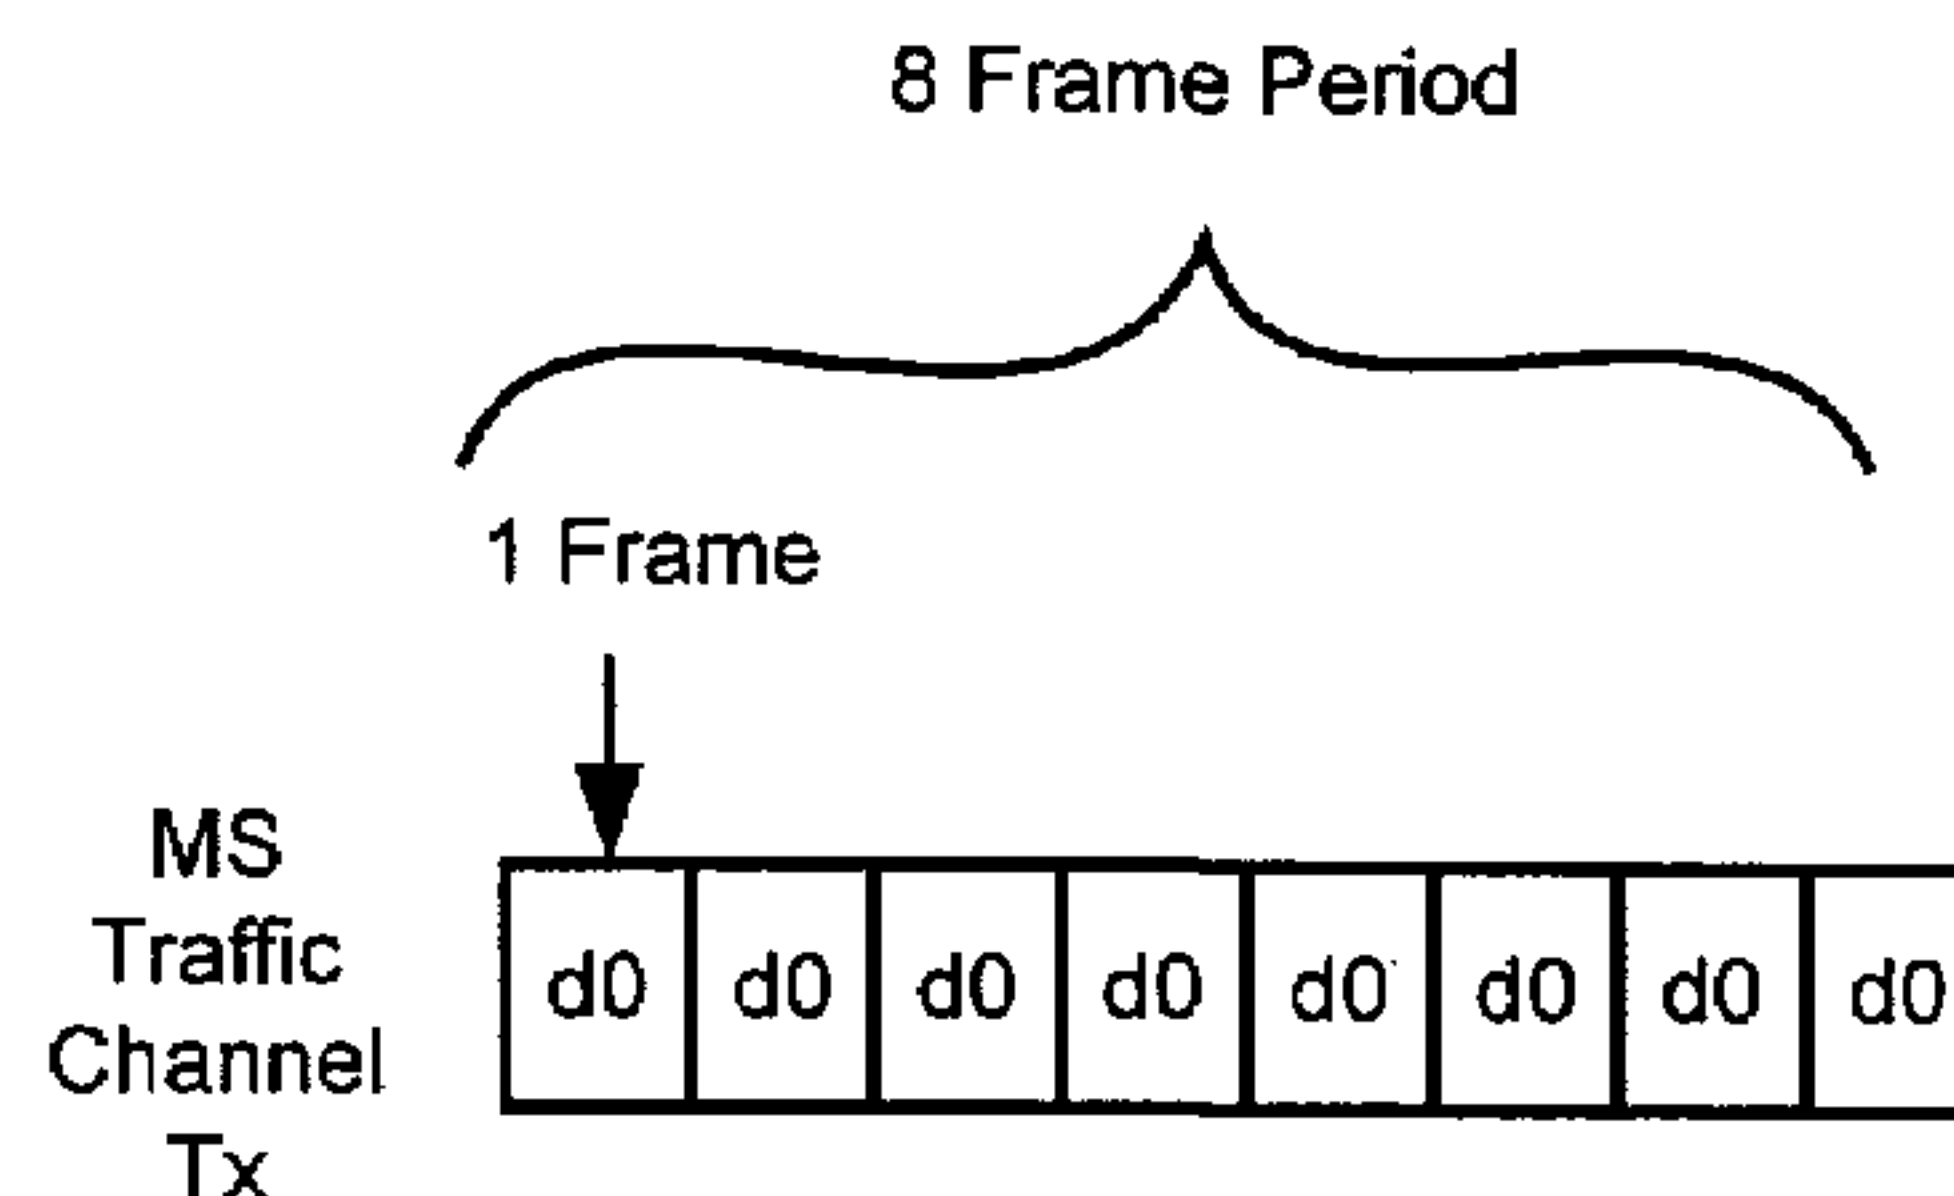 8 Frame Period
1 Frame
MS
Traffic
Channel
Tx
d0 d0 d0 d0 d0 d0 d0 d0